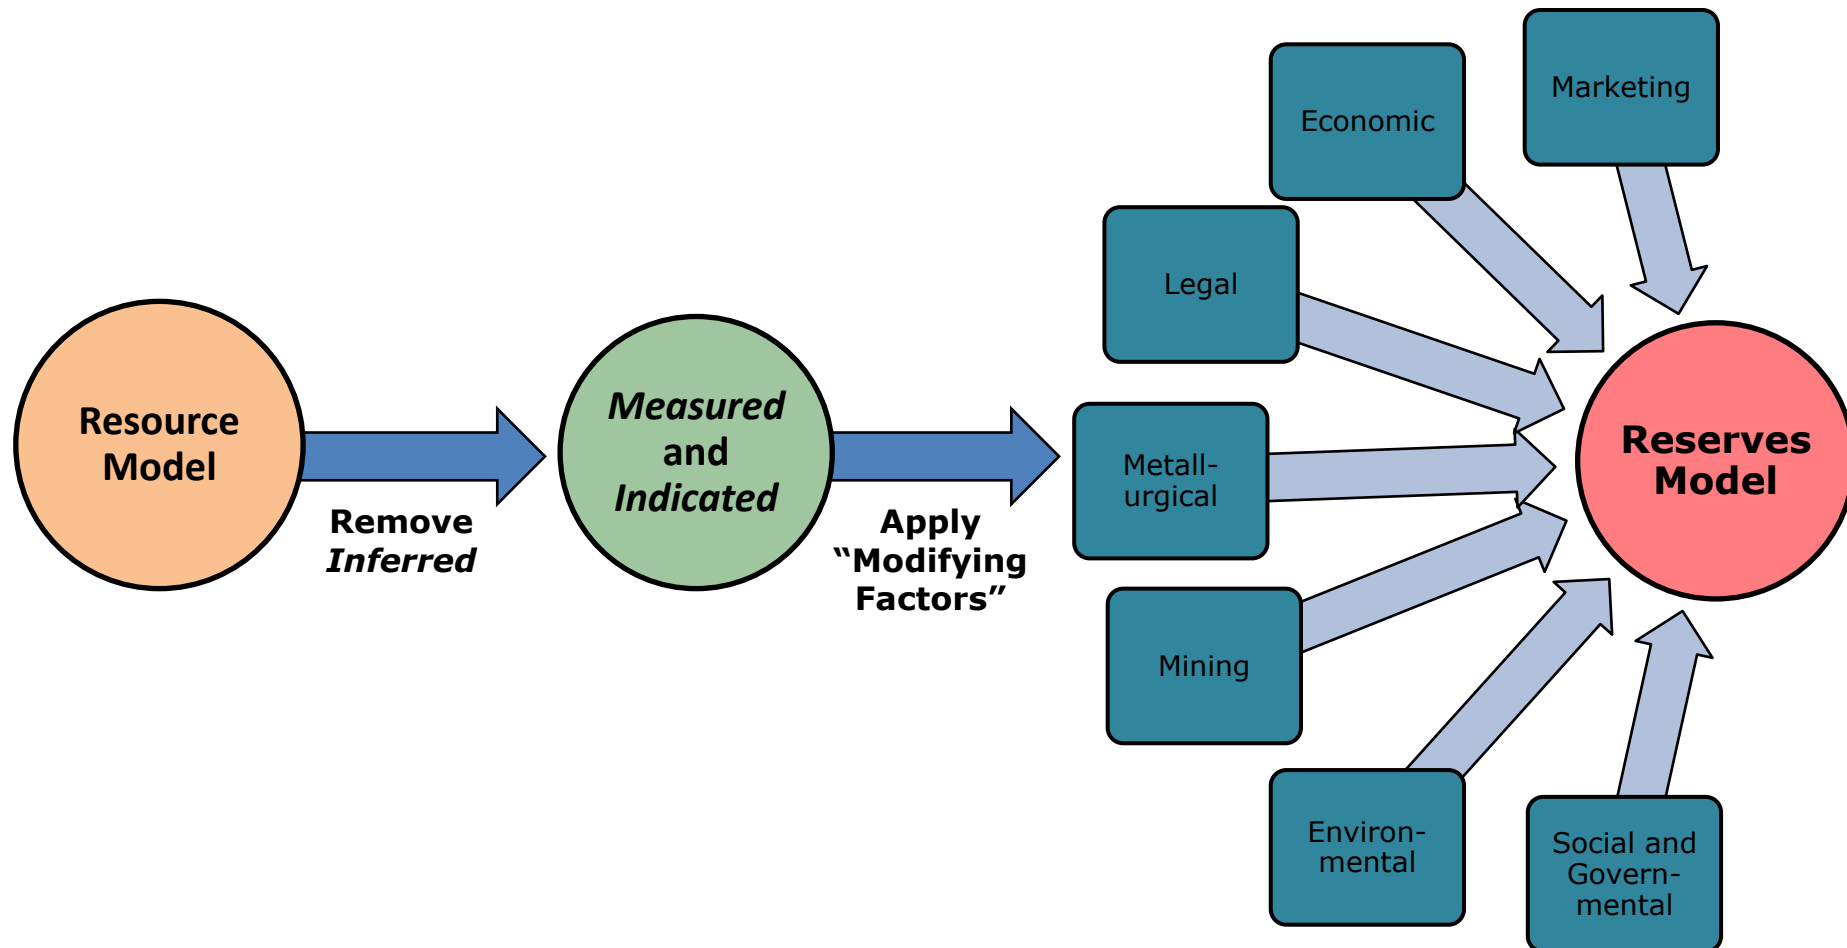 Resource
Model
Remove
Inferred
Measured
and
Indicated
Apply
“Modifying
Factors”
Marketing
Economic
Legal
Metall-
urgical
Mining
Environ-
mental
Social and
Govern-
mental
Reserves
Model